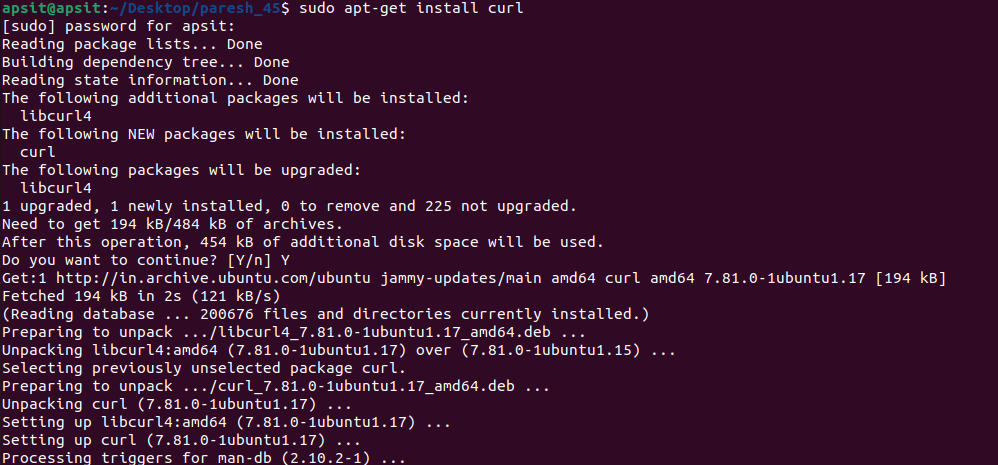 apsit@apsit:~/Desktop/paresh_45$ sudo apt-get install curl
[sudo] password for apsit:
Reading package lists... Done
Building dependency tree... Done
Reading state information... Done
The following additional packages will be installed:
  libcurl4
The following NEW packages will be installed:
  curl
The following packages will be upgraded:
  libcurl4
1 upgraded, 1 newly installed, 0 to remove and 225 not upgraded.
Need to get 194 kB/484 kB of archives.
After this operation, 454 kB of additional disk space will be used.
Do you want to continue? [Y/n] Y
Get:1 http://in.archive.ubuntu.com/ubuntu jammy-updates/main amd64 curl amd64 7.81.0-1ubuntu1.17 [194 kB]
Fetched 194 kB in 2s (121 kB/s)
(Reading database ... 200676 files and directories currently installed.)
Preparing to unpack .../libcurl4_7.81.0-1ubuntu1.17_amd64.deb ...
Unpacking libcurl4:amd64 (7.81.0-1ubuntu1.17) over (7.81.0-1ubuntu1.15) ...
Selecting previously unselected package curl.
Preparing to unpack .../curl_7.81.0-1ubuntu1.17_amd64.deb ...
Unpacking curl (7.81.0-1ubuntu1.17) ...
Setting up libcurl4:amd64 (7.81.0-1ubuntu1.17) ...
Setting up curl (7.81.0-1ubuntu1.17) ...
Processing triggers for man-db (2.10.2-1) ...